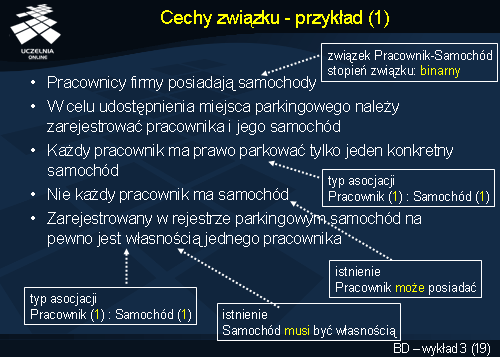 Cechy związku - przykład (1)
UCZELNIA
ONLINE
związek Pracownik-Samochód
stopień związku: binarny
• Pracownicy firmy posiadają samochody
• W celu udostępnienia miejsca parkingowego należy
zarejestrować pracownika i jego samochód
• Każdy pracownik ma prawo parkować tylko jeden konkretny
samochód
typ asocjacji
Pracownik (1) : Samochód (1)
• Nie każdy pracownik ma samochód
• Zarejestrowany w rejestrze parkingowym samochód na
pewno jest własnością jednego pracownika
istnienie
Pracownik może posiadać
typ asocjacji
Pracownik (1) : Samochód (1)
istnienie
Samochód musi być własnością
BD – wykład 3 (19)